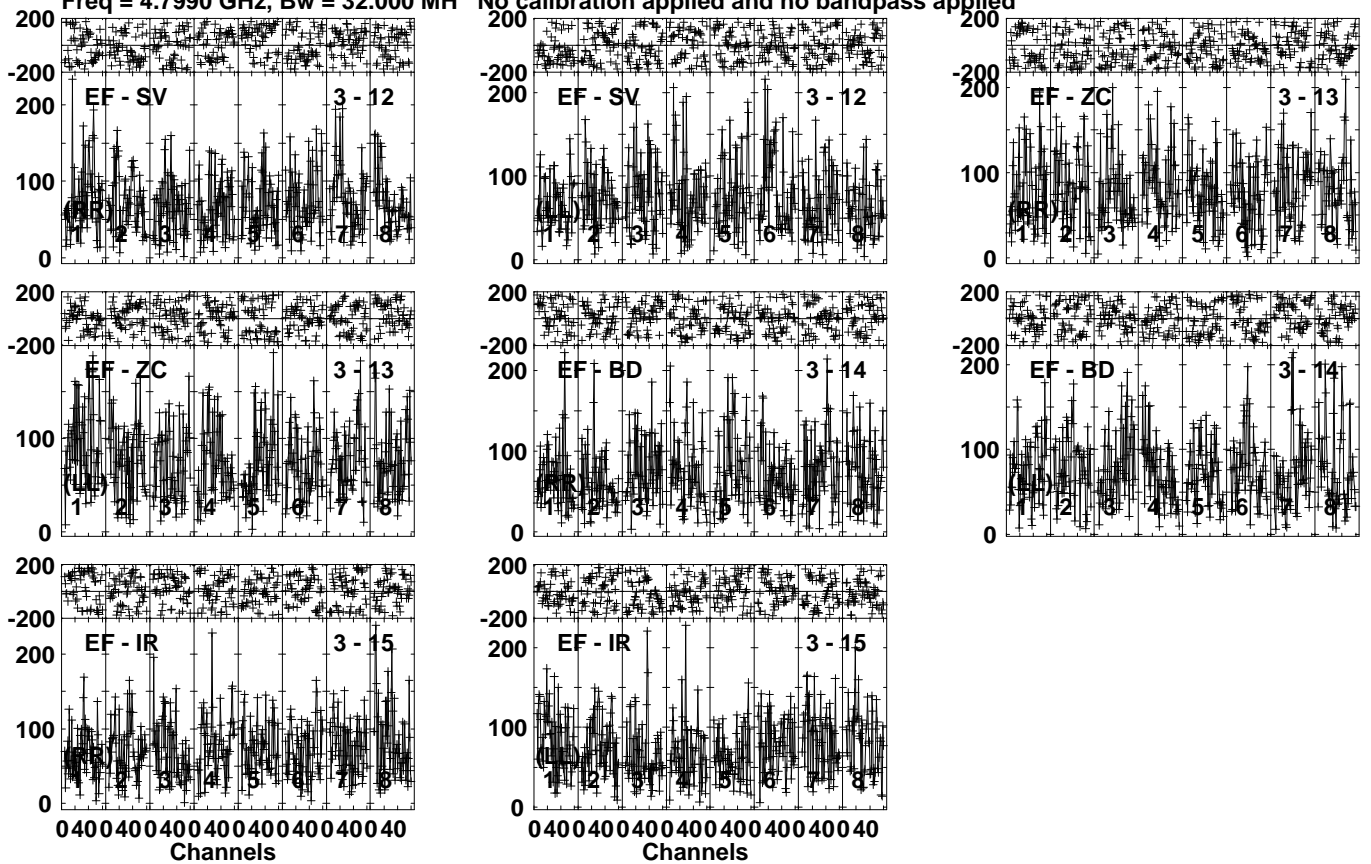 Freq = 4.7990 GHz, Bw = 32.000 MH No calibration applied and no bandpass applied
200 200 200
-200 -200 -200
EF - SV 3 - 12 EF - SV 3 - 12 EF - ZC 3 - 13
200 200 200
100 100 100
(RR) (LL) (RR)
1 2 3 4 5 6 7 8 1 2 3 4 5 6 7 8 1 2 3 4 5 6 7 8
0 0 0
200 200 200
-200 -200 -200
EF - ZC 3 - 13 EF - BD 3 - 14 EF - BD 3 - 14
200 200 200
100 100 100
(LL) (RR) (LL)
1 2 3 4 5 6 7 8 1 2 3 4 5 6 7 8 1 2 3 4 5 6 7 8
0 0 0
200 200
-200 -200
EF - IR 3 - 15 EF - IR 3 - 15
200 200
100 100
(RR) (LL)
1 2 3 4 5 6 7 8 1 2 3 4 5 6 7 8
0 0
0 40 0 40 0 40 0 40 0 40 0 40 0 40 0 40 0 40 0 40 0 40 0 40 0 40 0 40 0 40 0 40
Channels Channels